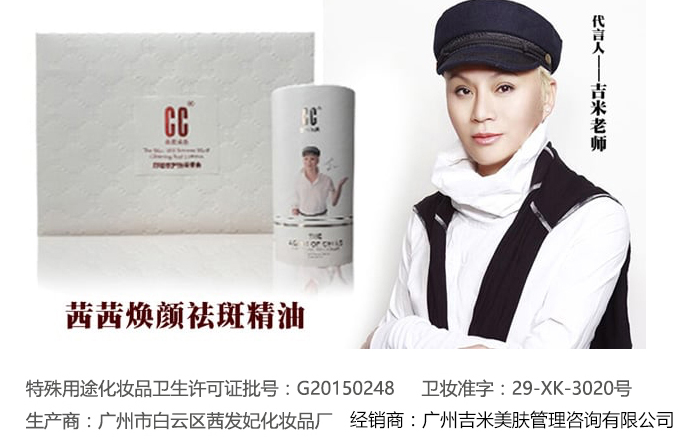 代言人——吉米老师
CC®
CC®
THE
茜茜焕颜祛斑精油
特殊用途化妆品卫生许可证批号：G20150248 卫妆准字：29-XK-3020号
生产商：广州市白云区茜发妃化妆品厂 经销商：广州吉米美肤管理咨询有限公司